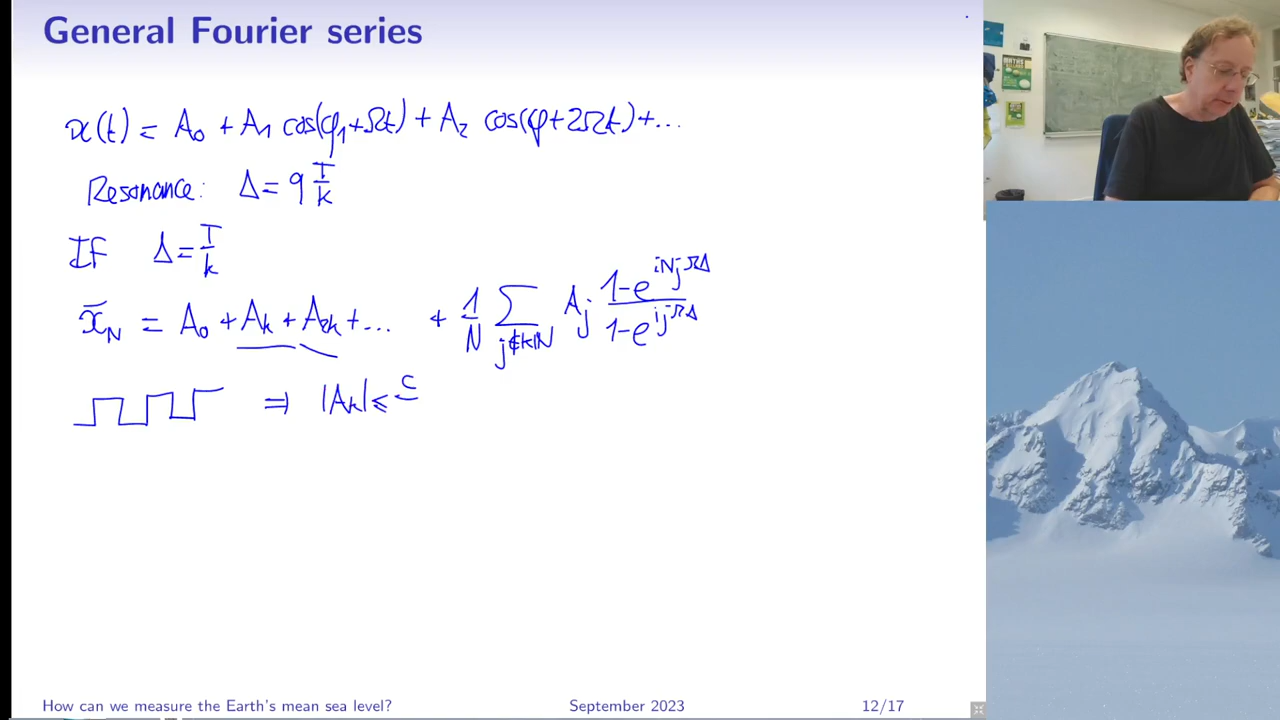 General Fourier series
x(t) = A₀ + A₁ cos(φ₁+Ωt) + A₂ cos(φ+2Ωt) + ...
Resonance: Δ = q T/k
If Δ = T/k
x̄_N = A₀ + A_k + A_2k + ... + 1/N ∑_{j∉kℕ} A_j (1-e^{iNjΩΔ})/(1-e^{ijΩΔ})
⇒ |A_k| ≤ C
How can we measure the Earth's mean sea level? September 2023 12/17